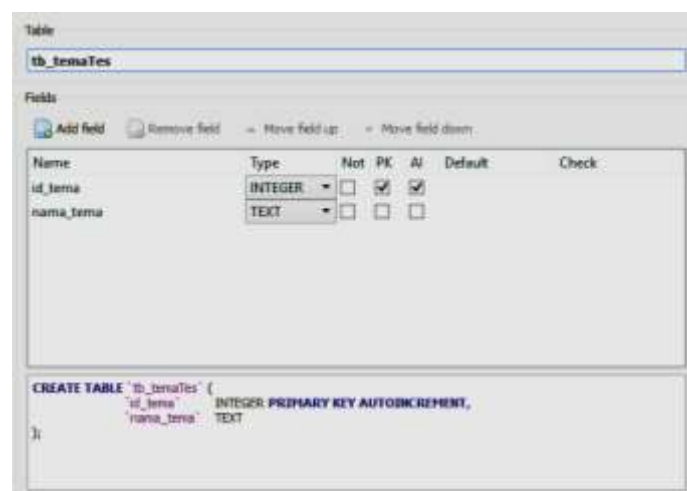 Table
tb_temaTes
Fields
Add field Remove field Move field up Move field down
Name Type Not PK AI Default Check
id_tema INTEGER
nama_tema TEXT
CREATE TABLE `tb_temaTes` (
`id_tema` INTEGER PRIMARY KEY AUTOINCREMENT,
`nama_tema` TEXT
);